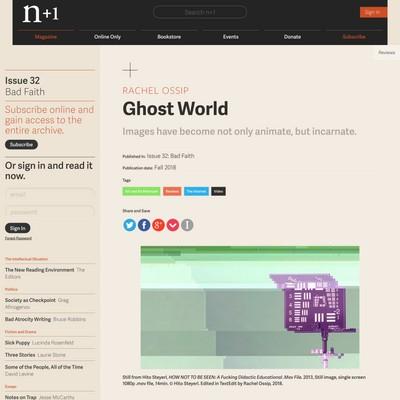 n+1
Search n+1
Sign In
Magazine
Online Only
Bookstore
Events
Donate
Subscribe
Reviews
Issue 32
Bad Faith
Subscribe online and
gain access to the
entire archive.
Subscribe
Or sign in and read it
now.
email
password
Sign In
Forgot Password
The Intellectual Situation
The New Reading Environment The
Editors
Politics
Society as Checkpoint Greg
Afinogenov
Bad Atrocity Writing Bruce Robbins
Fiction and Drama
Sick Puppy Lucinda Rosenfeld
Three Stories Laurie Stone
Some of the People, All of the Time
David Levine
Essays
Notes on Trap Jesse McCarthy
RACHEL OSSIP
Ghost World
Images have become not only animate, but incarnate.
Published in: Issue 32: Bad Faith
Publication date: Fall 2018
Tags
Art and Architecture
Reviews
The Internet
Video
Share and Save
Still from Hito Steyerl, HOW NOT TO BE SEEN: A Fucking Didactic Educational .Mov File. 2013, Still image, single screen
1080p .mov file, 14min. © Hito Steyerl. Edited in TextEdit by Rachel Ossip, 2018.